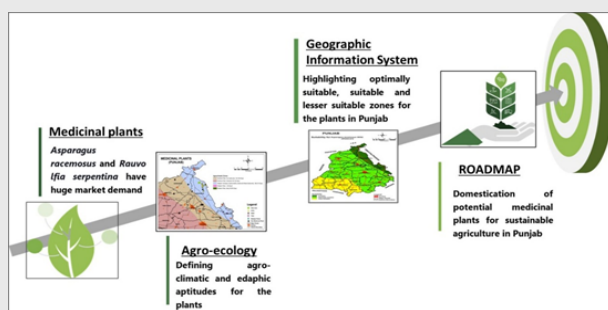 Medicinal plants
Asparagus
racemosus and Rauvo
lfia serpentina have
huge market demand
MEDICINAL PLANTS
(PUNJAB)
Agro-ecology
Defining agro-
climatic and edaphic
aptitudes for the
plants
Geographic
Information System
Highlighting optimally
suitable, suitable and
lesser suitable zones for
the plants in Punjab
PUNJAB
ROADMAP
Domestication of
potential medicinal
plants for sustainable
agriculture in Punjab